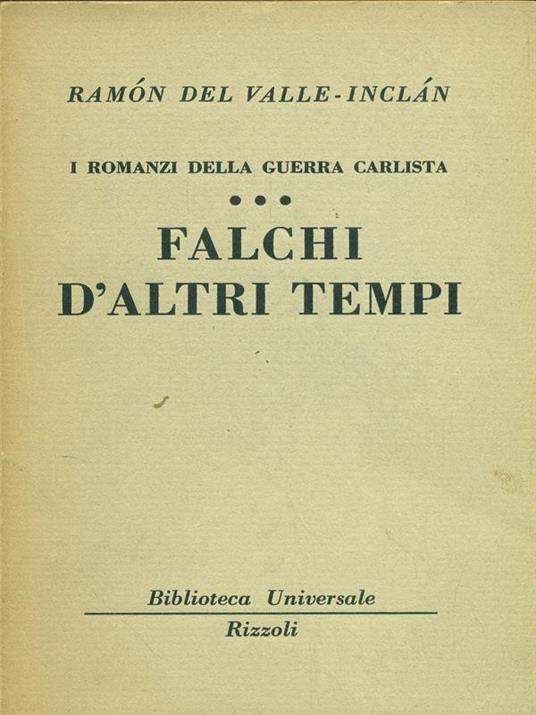 RAMÓN DEL VALLE-INCLÁN
I ROMANZI DELLA GUERRA CARLISTA
•••
FALCHI
D'ALTRI TEMPI
Biblioteca Universale
Rizzoli